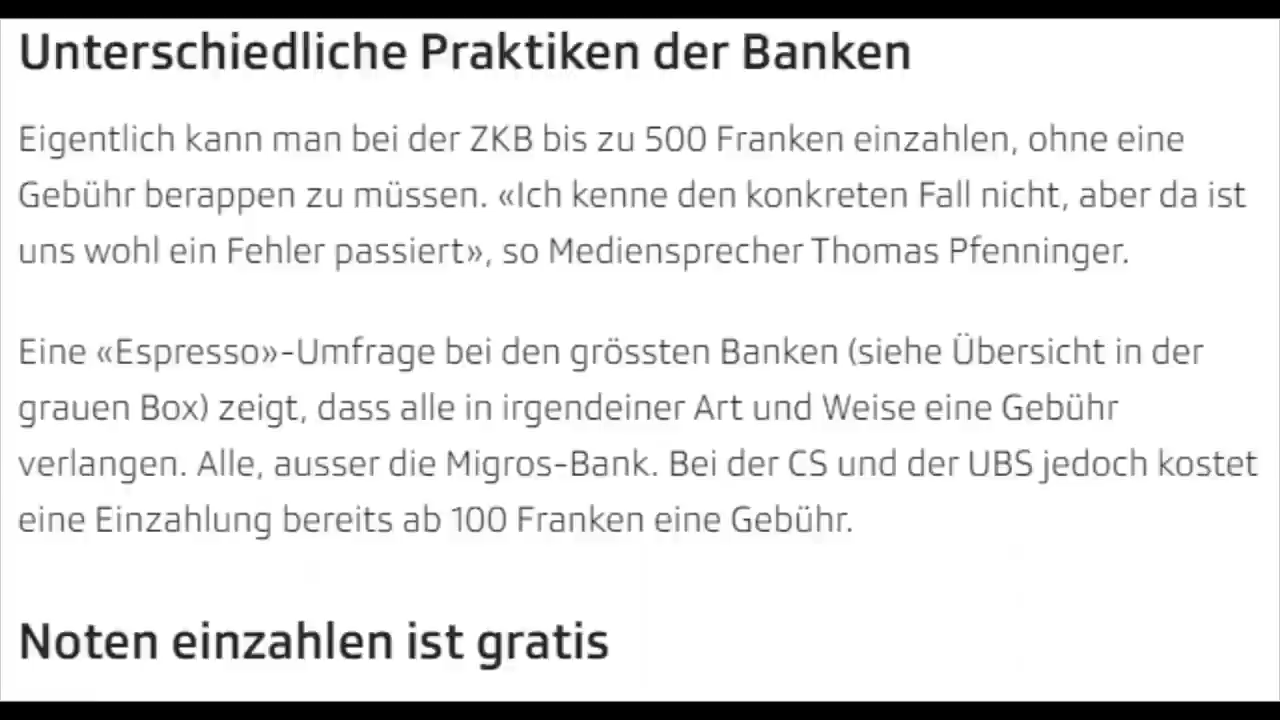 Unterschiedliche Praktiken der Banken
Eigentlich kann man bei der ZKB bis zu 500 Franken einzahlen, ohne eine
Gebühr berappen zu müssen. «Ich kenne den konkreten Fall nicht, aber da ist
uns wohl ein Fehler passiert», so Mediensprecher Thomas Pfenninger.
Eine «Espresso»-Umfrage bei den grössten Banken (siehe Übersicht in der
grauen Box) zeigt, dass alle in irgendeiner Art und Weise eine Gebühr
verlangen. Alle, ausser die Migros-Bank. Bei der CS und der UBS jedoch kostet
eine Einzahlung bereits ab 100 Franken eine Gebühr.
Noten einzahlen ist gratis